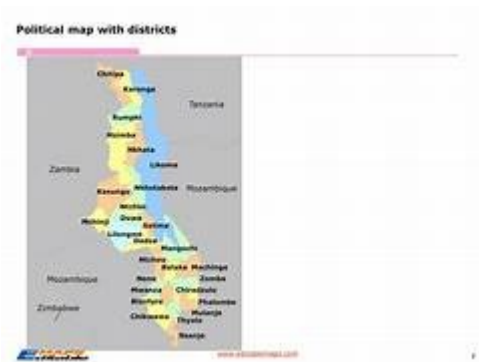 Political map with districts
Chitipa
Karonga
Tanzania
Rumphi
Mzimba
Nkhata
Likoma
Zambia
Kasungu Nkhotakota Mozambique
Ntchisi
Mchinji Dowa
Salima
Lilongwe
Dedza
Mangochi
Ntcheu
Balaka Machinga
Mozambique Neno Zomba
Mwanza Chiradzulu
Blantyre Phalombe
Zimbabwe
Mulanje
Chikwawa Thyolo
Nsanje